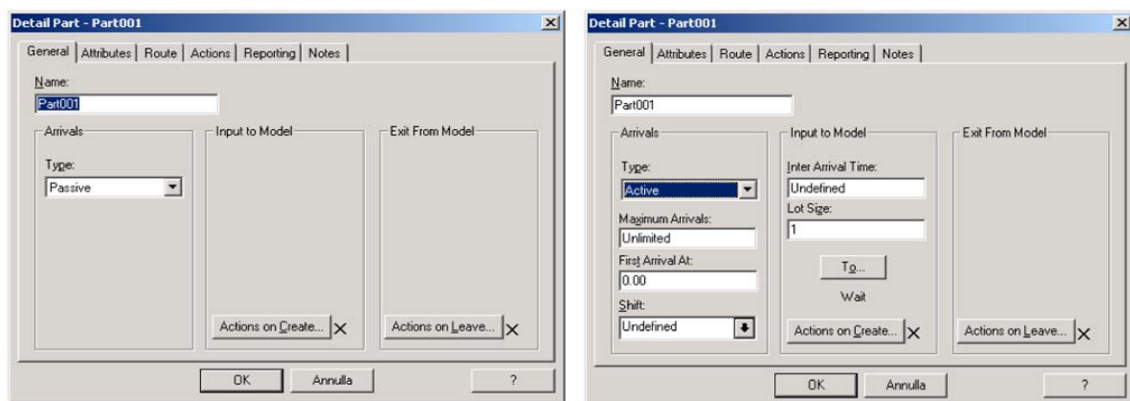 Detail Part - Part001
General Attributes Route Actions Reporting Notes
Name:
Part001
Arrivals
Type:
Passive
Input to Model
Actions on Create...
Exit From Model
Actions on Leave...
OK Annulla ?
Detail Part - Part001
General Attributes Route Actions Reporting Notes
Name:
Part001
Arrivals
Type:
Active
Maximum Arrivals:
Unlimited
First Arrival At:
0.00
Shift:
Undefined
Input to Model
Inter Arrival Time:
Undefined
Lot Size:
1
To...
Wait
Actions on Create...
Exit From Model
Actions on Leave...
OK Annulla ?